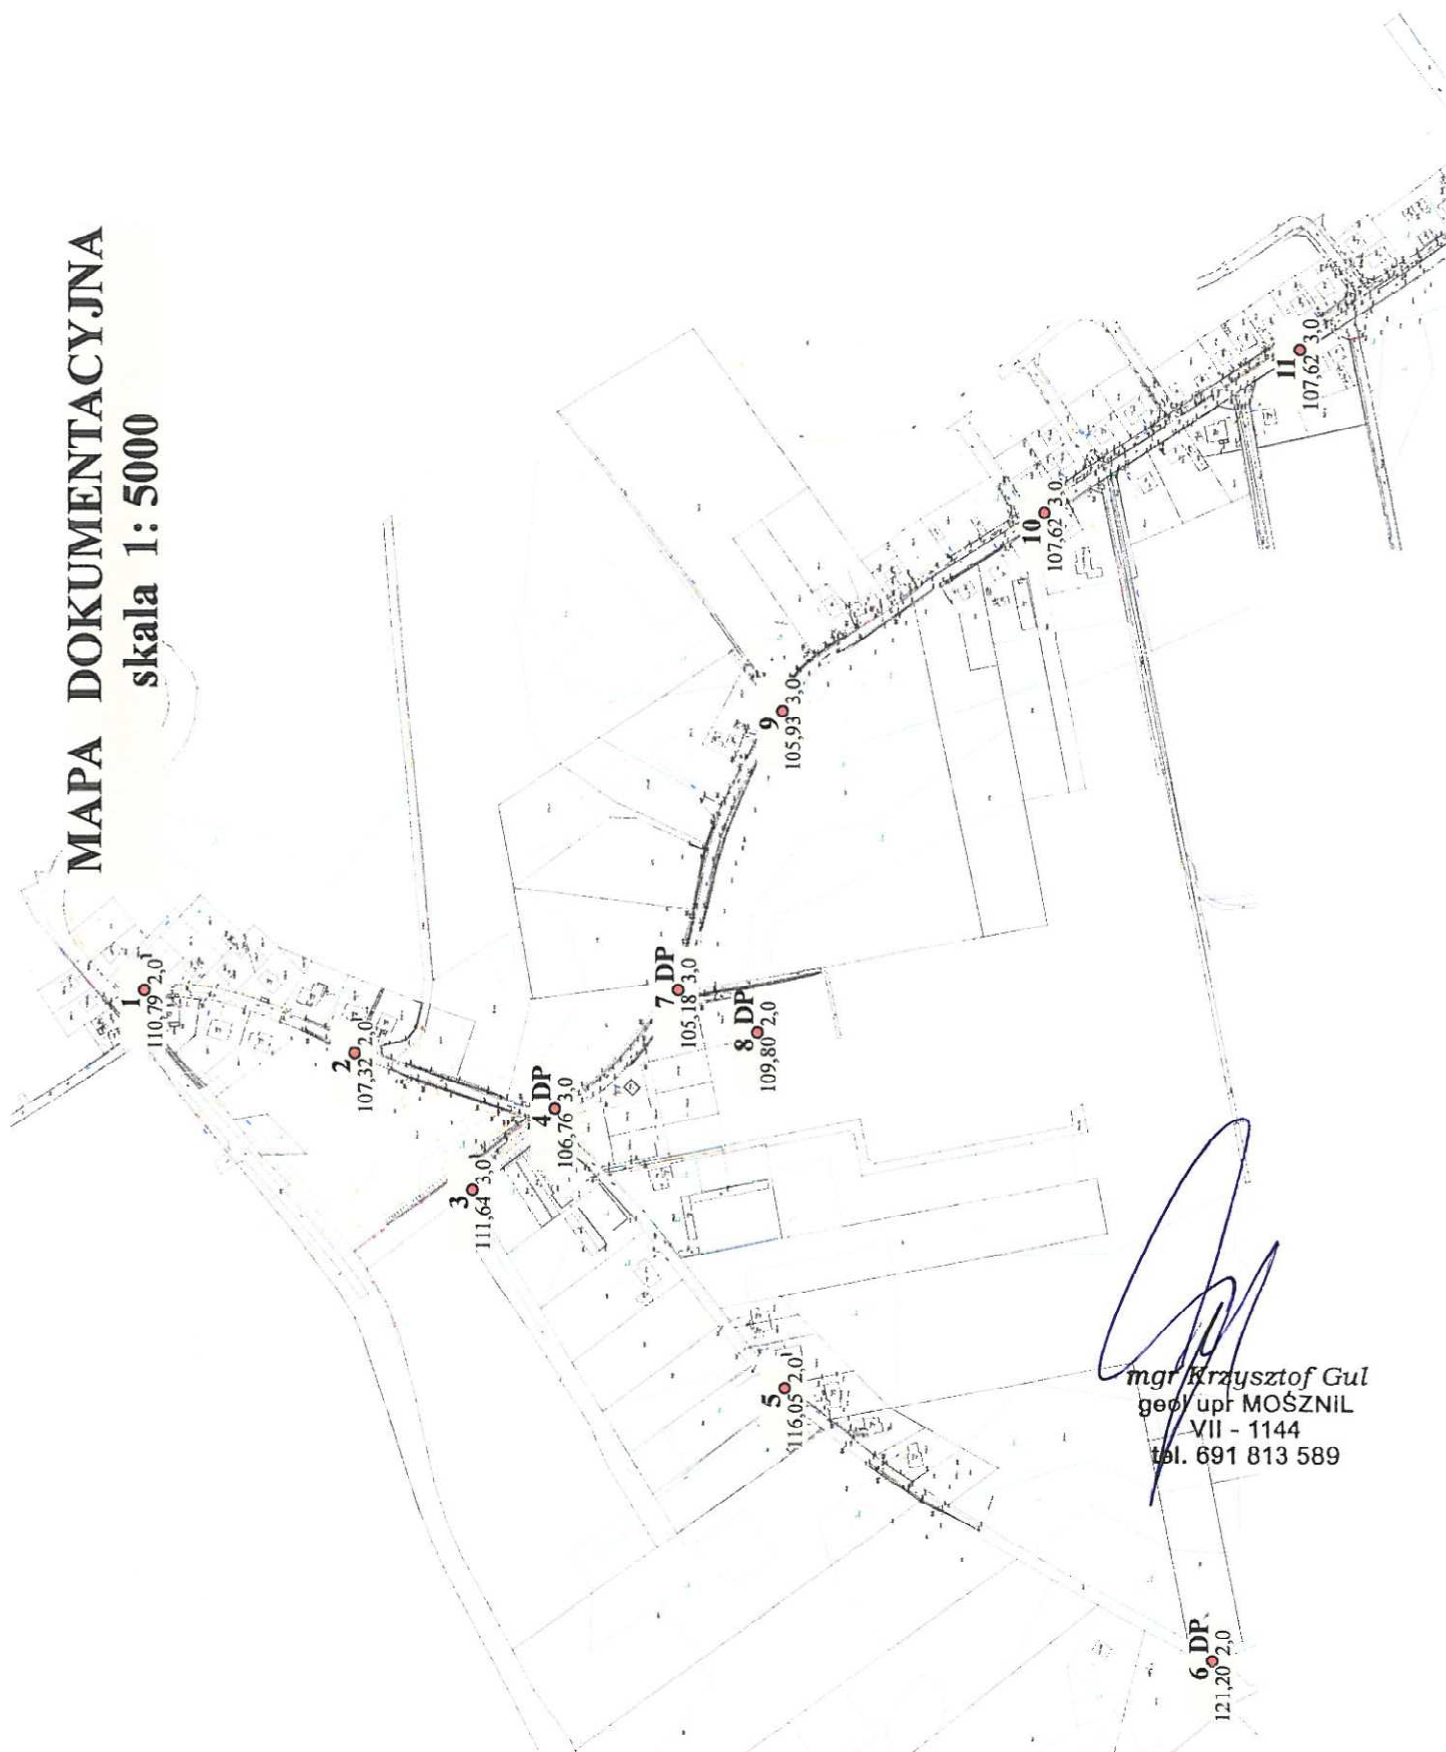 MAPA DOKUMENTACYJNA
skala 1: 5000
1
110,79 2,0
2
107,32 2,0
3
111,64 3,0
4 DP
106,76 3,0
5
116,05 2,0
6 DP
121,20 2,0
7 DP
105,18 3,0
8 DP
109,80 2,0
9
105,93 3,0
10
107,62 3,0
11
107,62 3,0
mgr Krzysztof Gul
geol upr MOŚZNiL
VII - 1144
tel. 691 813 589